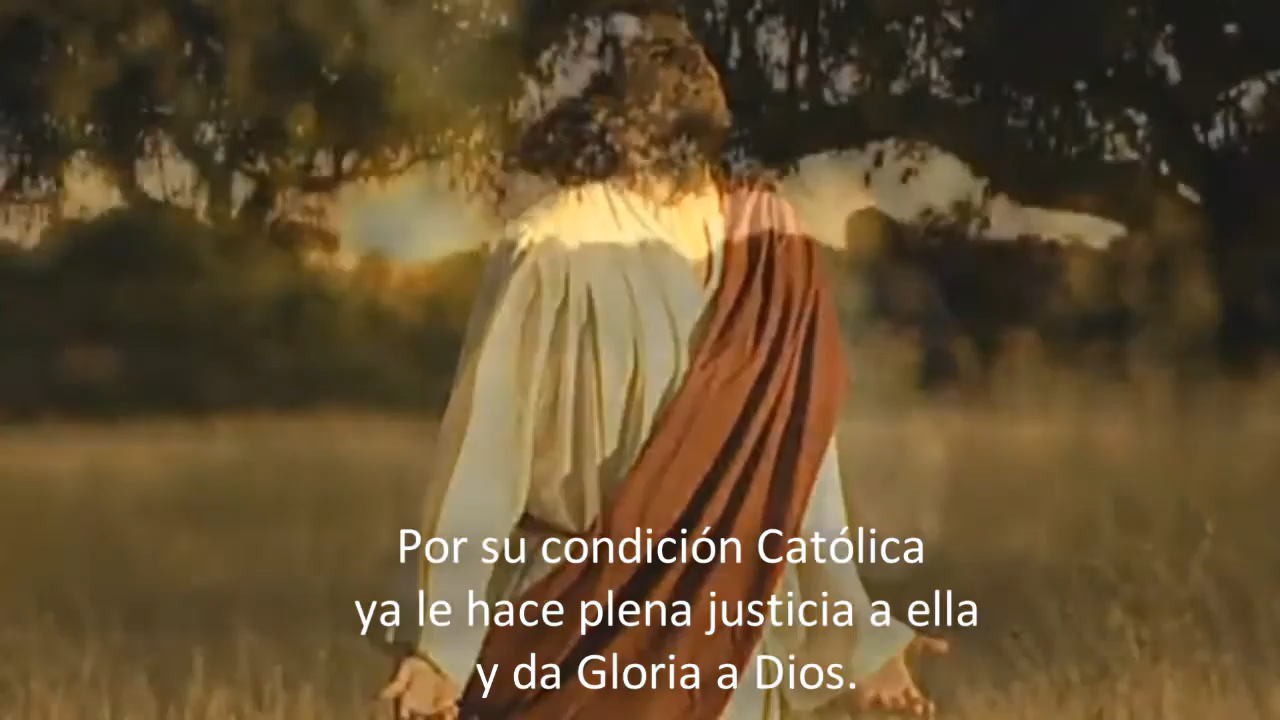 Por su condición Católica
ya le hace plena justicia a ella
y da Gloria a Dios.